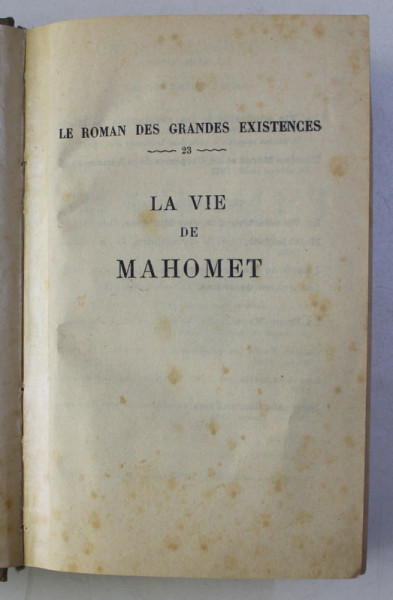 LE ROMAN DES GRANDES EXISTENCES
23
LA VIE
DE
MAHOMET